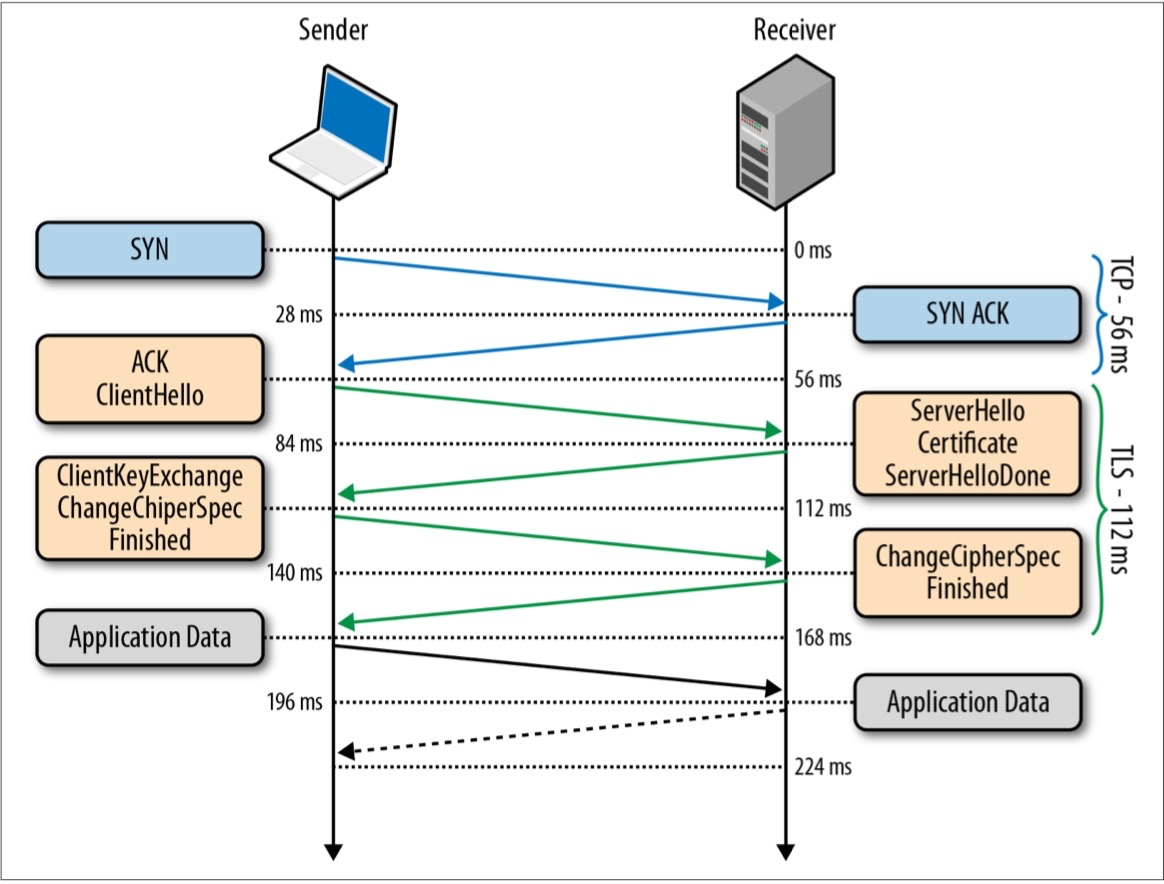 Sender
Receiver
SYN
0 ms
28 ms
SYN ACK
TCP - 56 ms
ACK
ClientHello
56 ms
84 ms
ServerHello
Certificate
ServerHelloDone
TLS - 112 ms
ClientKeyExchange
ChangeChiperSpec
Finished
112 ms
140 ms
ChangeCipherSpec
Finished
Application Data
168 ms
196 ms
Application Data
224 ms